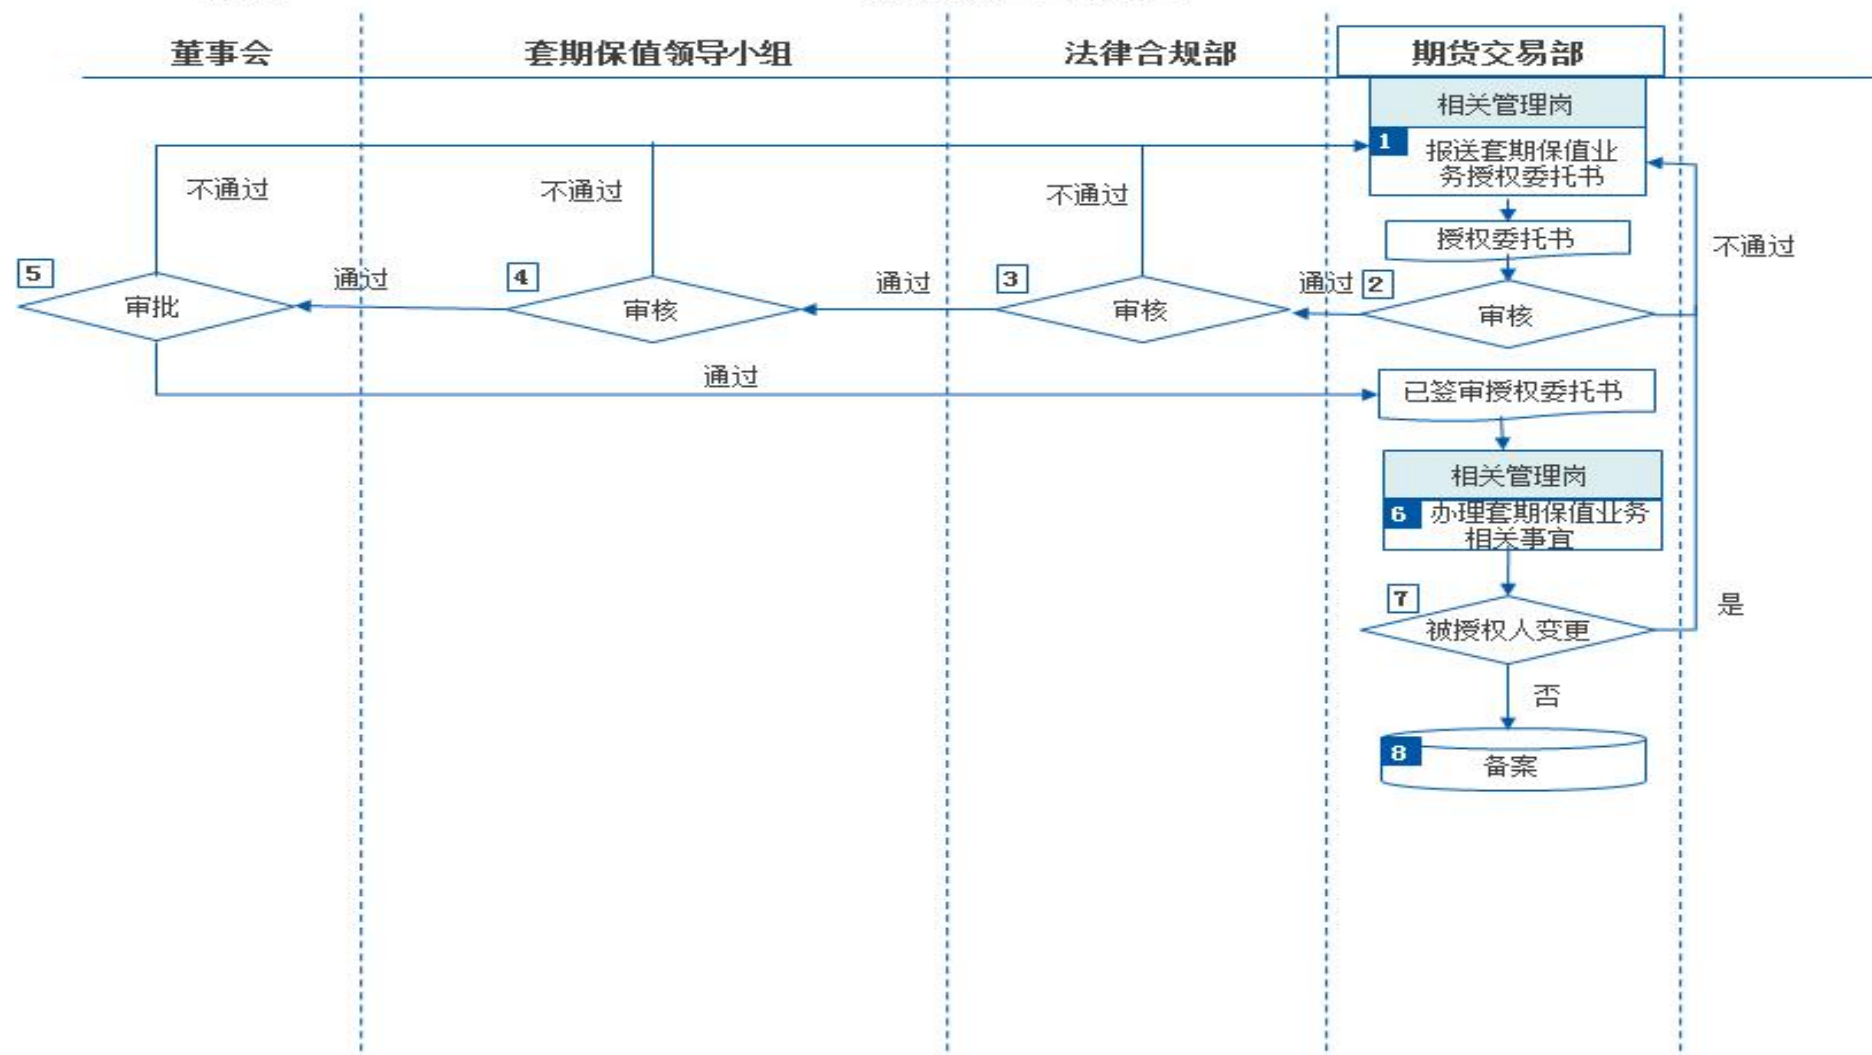 董事会
套期保值领导小组
法律合规部
期货交易部
相关管理岗
1
报送套期保值业
务授权委托书
不通过
不通过
不通过
授权委托书
不通过
5
通过
4
通过
3
通过
2
审批
审核
审核
审核
通过
已签审授权委托书
相关管理岗
6
办理套期保值业务
相关事宜
7
是
被授权人变更
否
8
备案